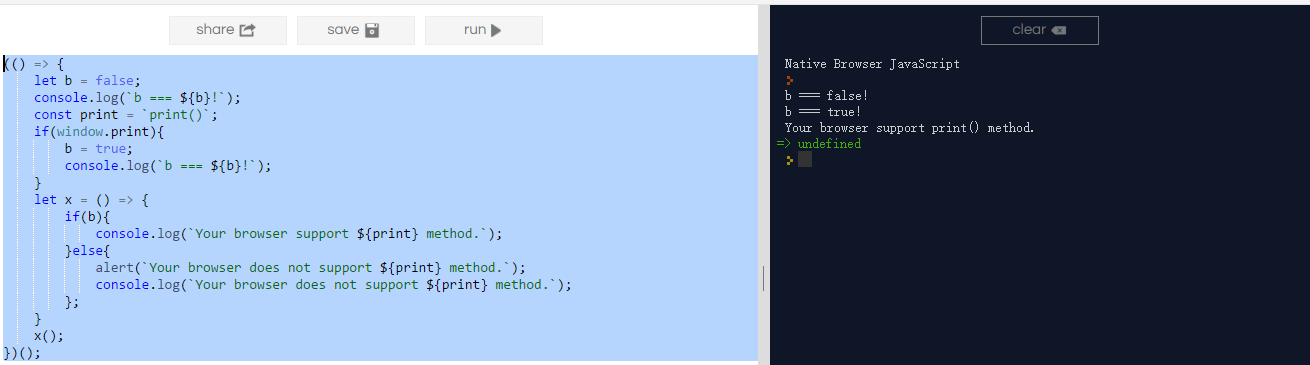 share save run
(() => {
let b = false;
console.log(`b === ${b}!`);
const print = `print()`;
if(window.print){
b = true;
console.log(`b === ${b}!`);
}
let x = () => {
if(b){
console.log(`Your browser support ${print} method.`);
}else{
alert(`Your browser does not support ${print} method.`);
console.log(`Your browser does not support ${print} method.`);
};
}
x();
})();
clear
Native Browser JavaScript
b === false!
b === true!
Your browser support print() method.
=> undefined